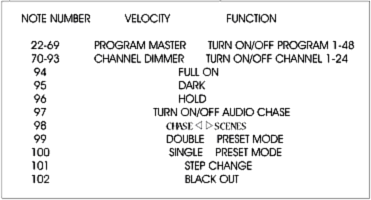 NOTE NUMBER VELOCITY FUNCTION
22-69 PROGRAM MASTER TURN ON/OFF PROGRAM 1-48
70-93 CHANNEL DIMMER TURN ON/OFF CHANNEL 1-24
94 FULL ON
95 DARK
96 HOLD
97 TURN ON/OFF AUDIO CHASE
98 CHASE ◁ ▷ SCENES
99 DOUBLE PRESET MODE
100 SINGLE PRESET MODE
101 STEP CHANGE
102 BLACK OUT